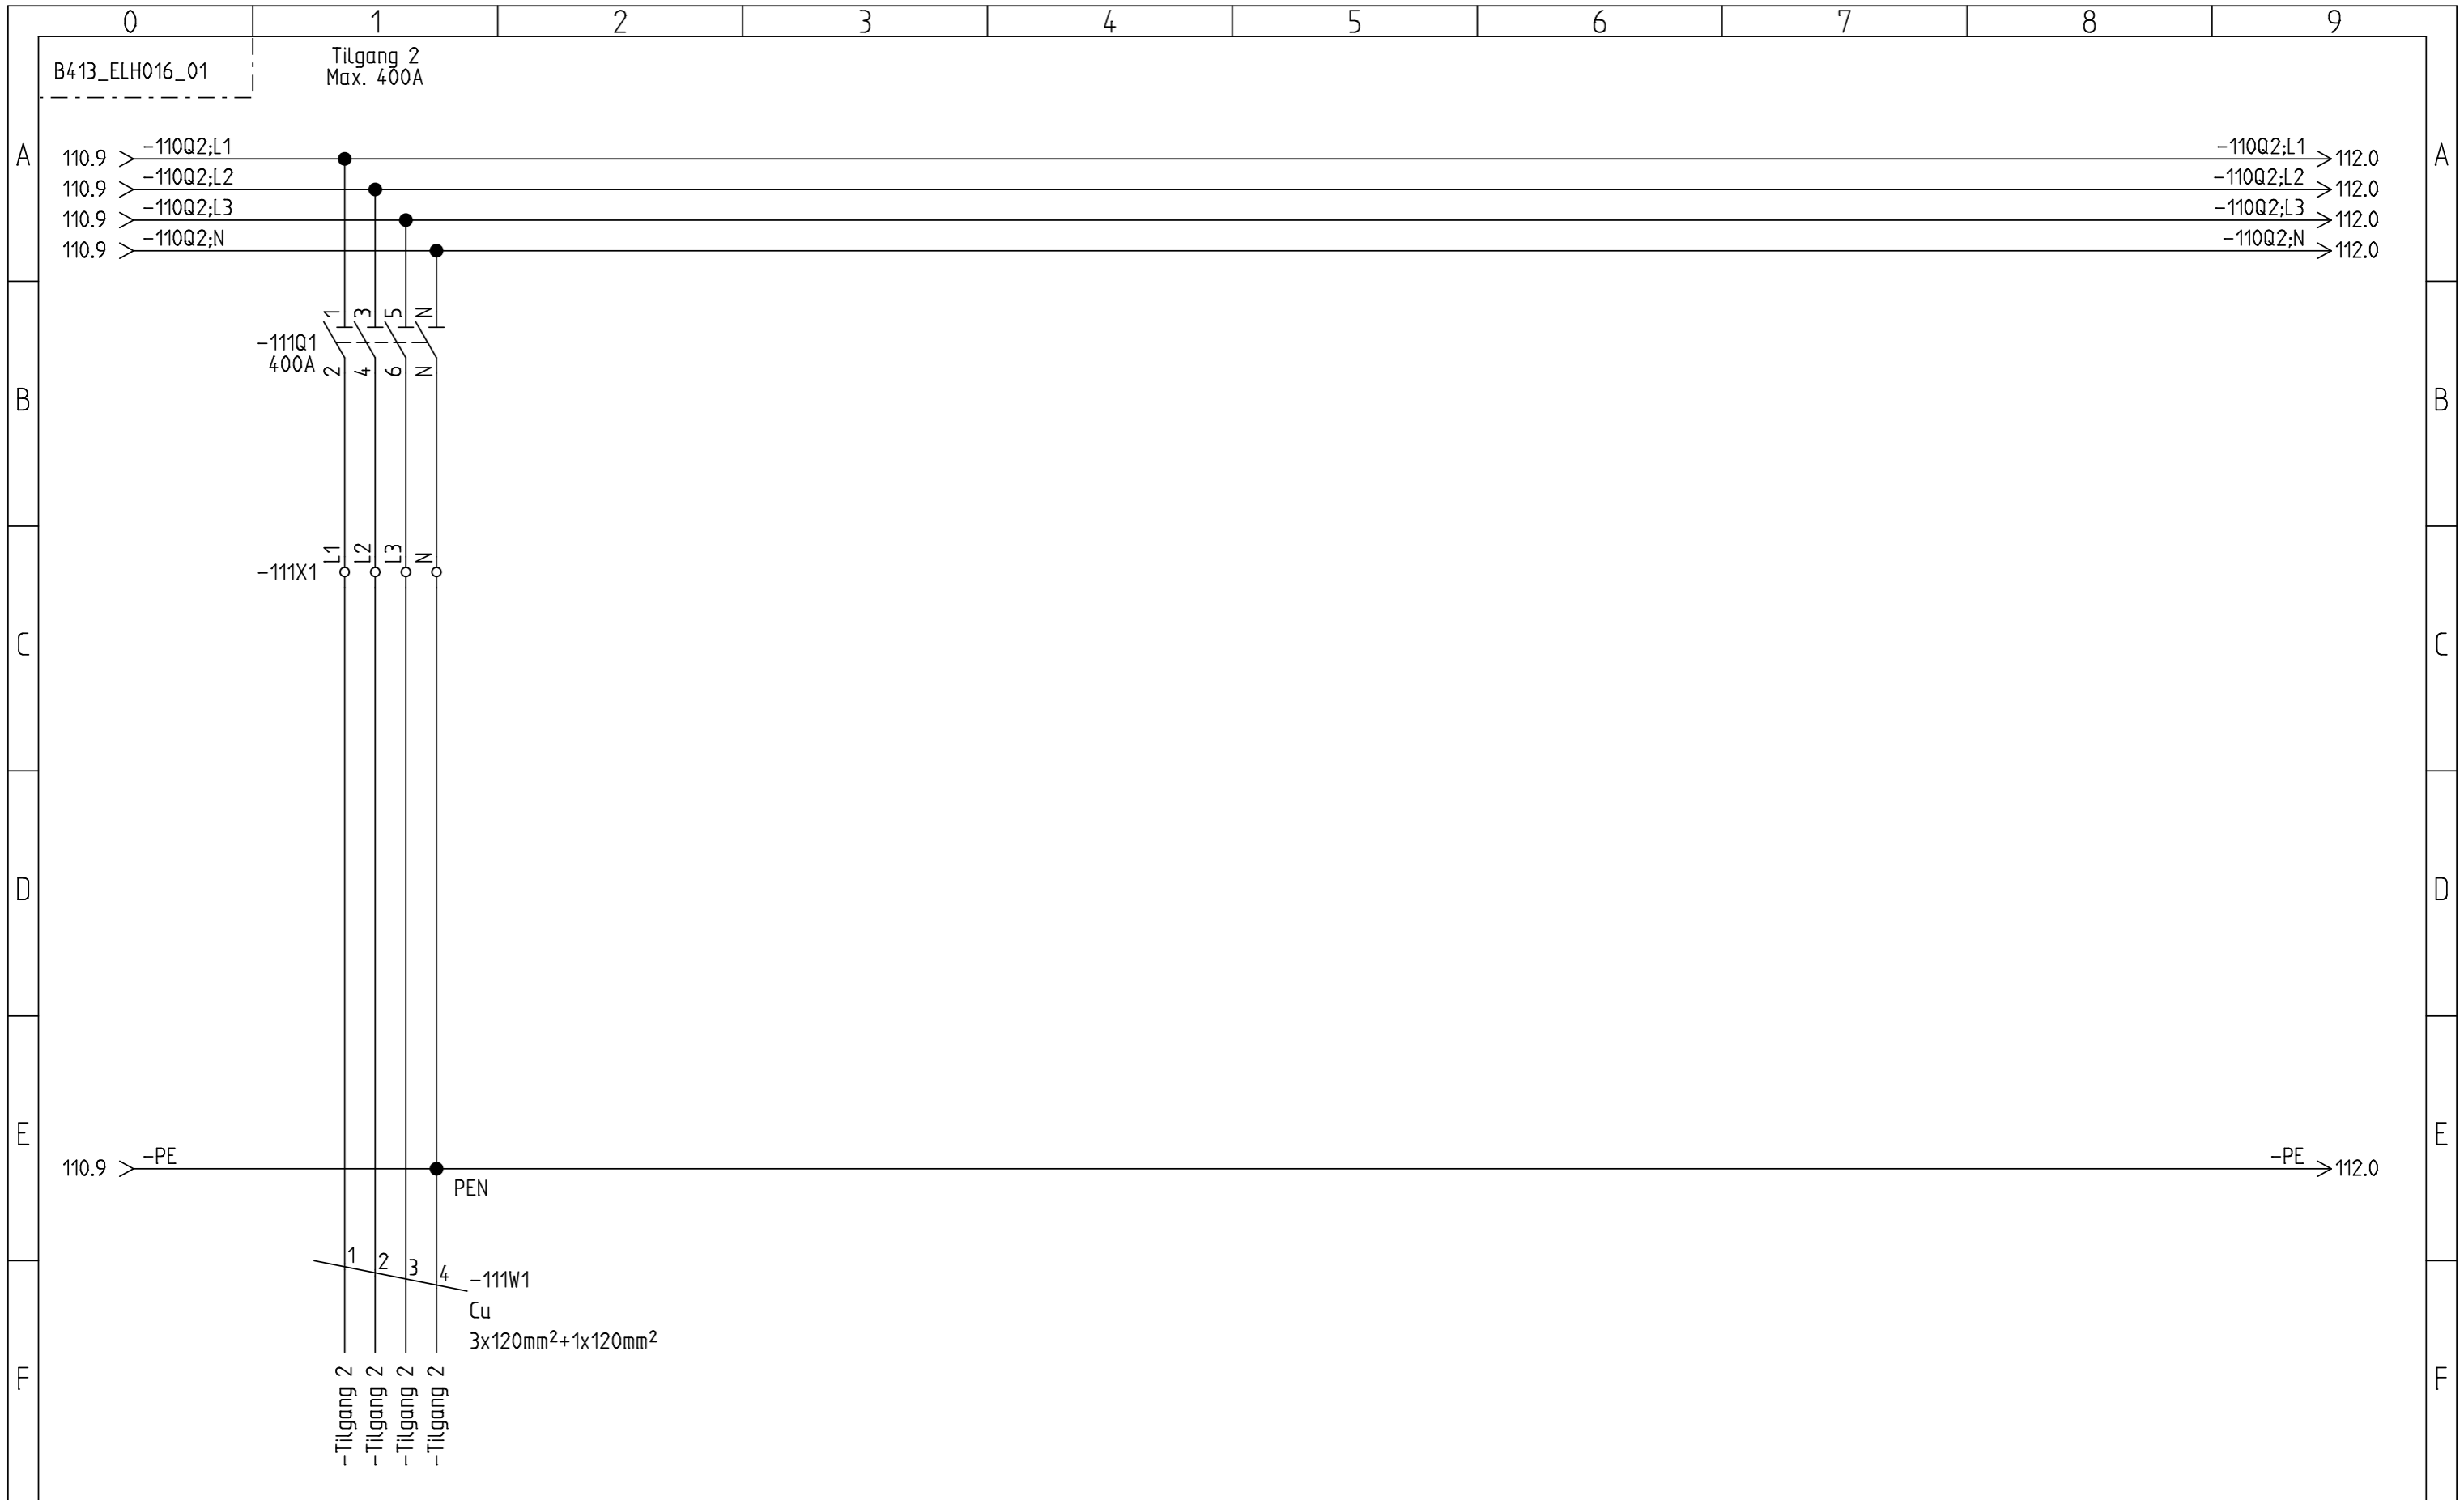 0 1 2 3 4 5 6 7 8 9
B413_ELH016_01
Tilgang 2
Max. 400A
A A
110.9 -110Q2;L1 -110Q2;L1 112.0
110.9 -110Q2;L2 -110Q2;L2 112.0
110.9 -110Q2;L3 -110Q2;L3 112.0
110.9 -110Q2;N -110Q2;N 112.0
1 3 5 N
-111Q1
400A
2 4 6 N
B B
L1 L2 L3 N
-111X1
C C
D D
E E
110.9 -PE -PE 112.0
PEN
1 2 3 4
-111W1
Cu
3x120mm²+1x120mm²
F F
-Tilgang 2
-Tilgang 2
-Tilgang 2
-Tilgang 2